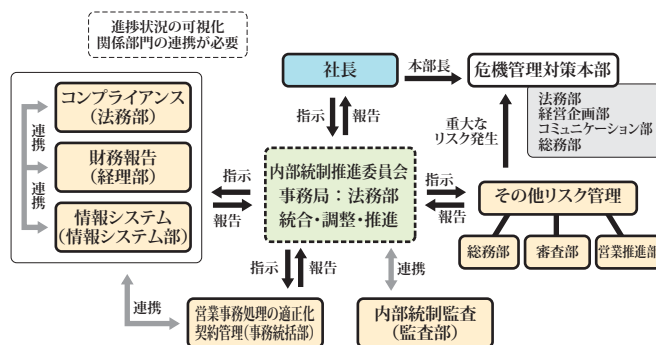 進捗状況の可視化
関係部門の連携が必要
社長
本部長
危機管理対策本部
法務部
経営企画部
コミュニケーション部
総務部
コンプライアンス
(法務部)
連携
財務報告
(経理部)
連携
情報システム
(情報システム部)
指示
報告
重大な
リスク発生
指示
報告
内部統制推進委員会
事務局:法務部
統合・調整・推進
指示
報告
その他リスク管理
総務部
審査部
営業推進部
指示
報告
連携
連携
営業事務処理の適正化
契約管理(事務統括部)
内部統制監査
(監査部)